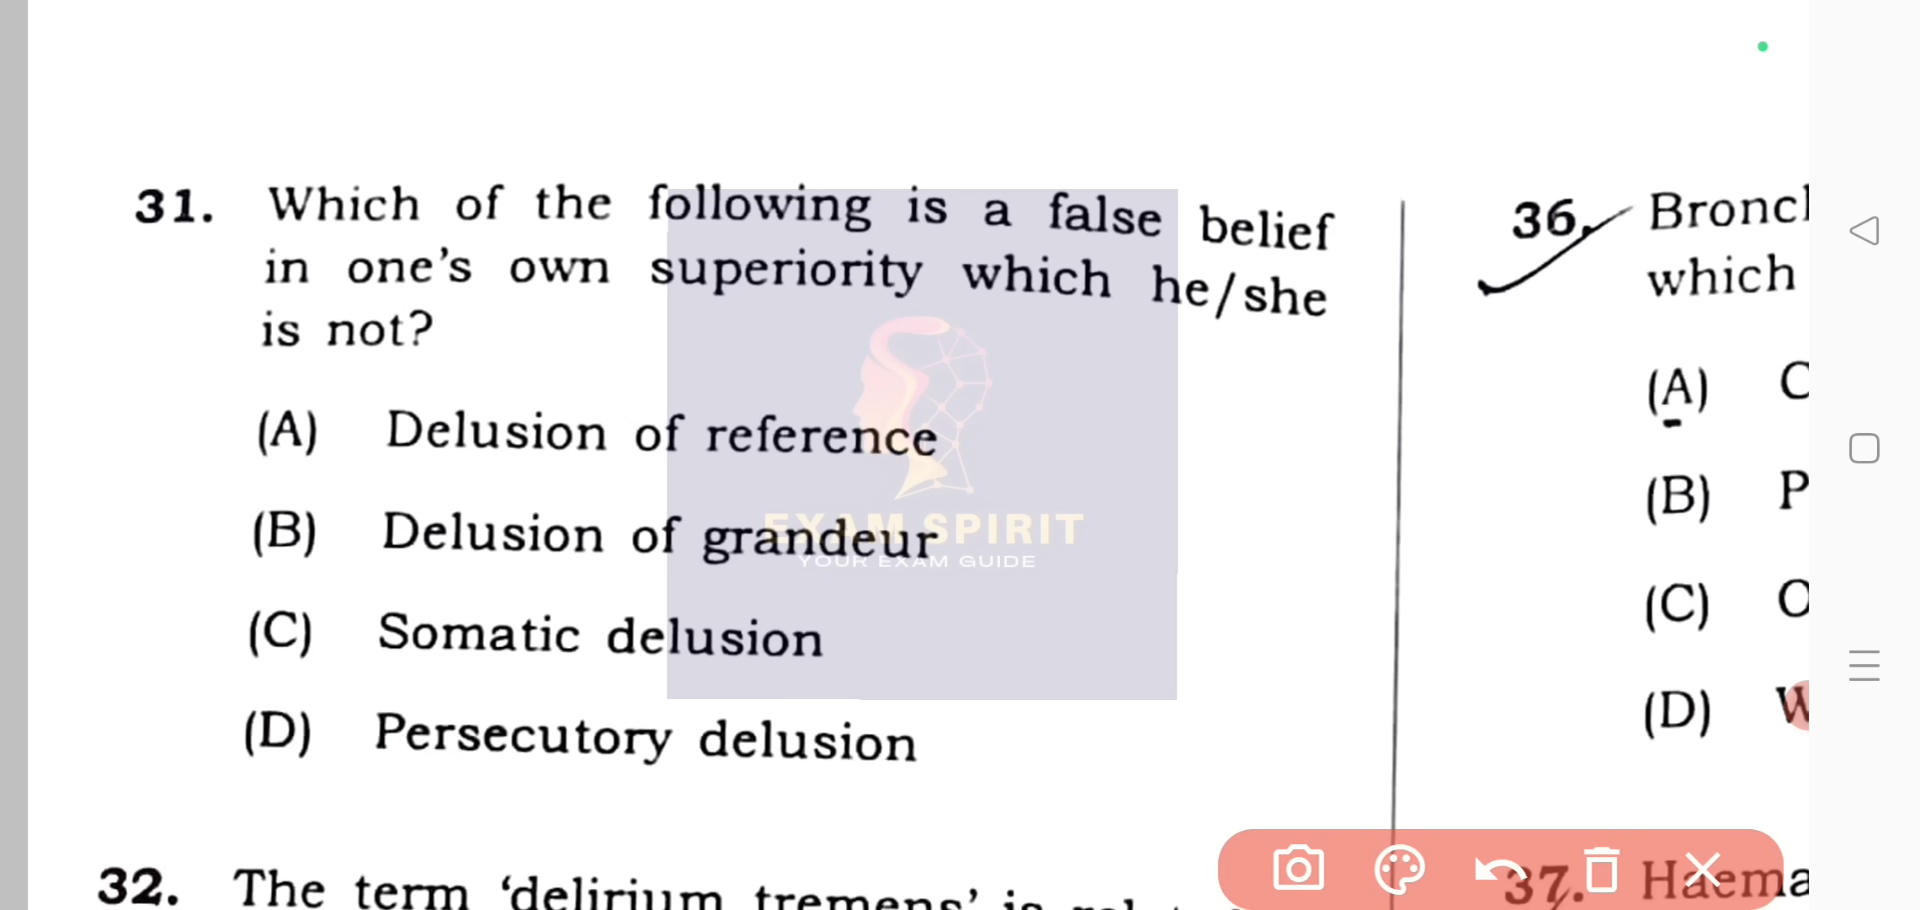 31. Which of the following is a false belief
in one's own superiority which he/she
is not?
(A) Delusion of reference
(B) Delusion of grandeur
(C) Somatic delusion
(D) Persecutory delusion
32. The term 'delirium tremens' is
EXAM SPIRIT
YOUR EXAM GUIDE
36.
which
(A) C
(B) P
(C) O
(D) W
37.